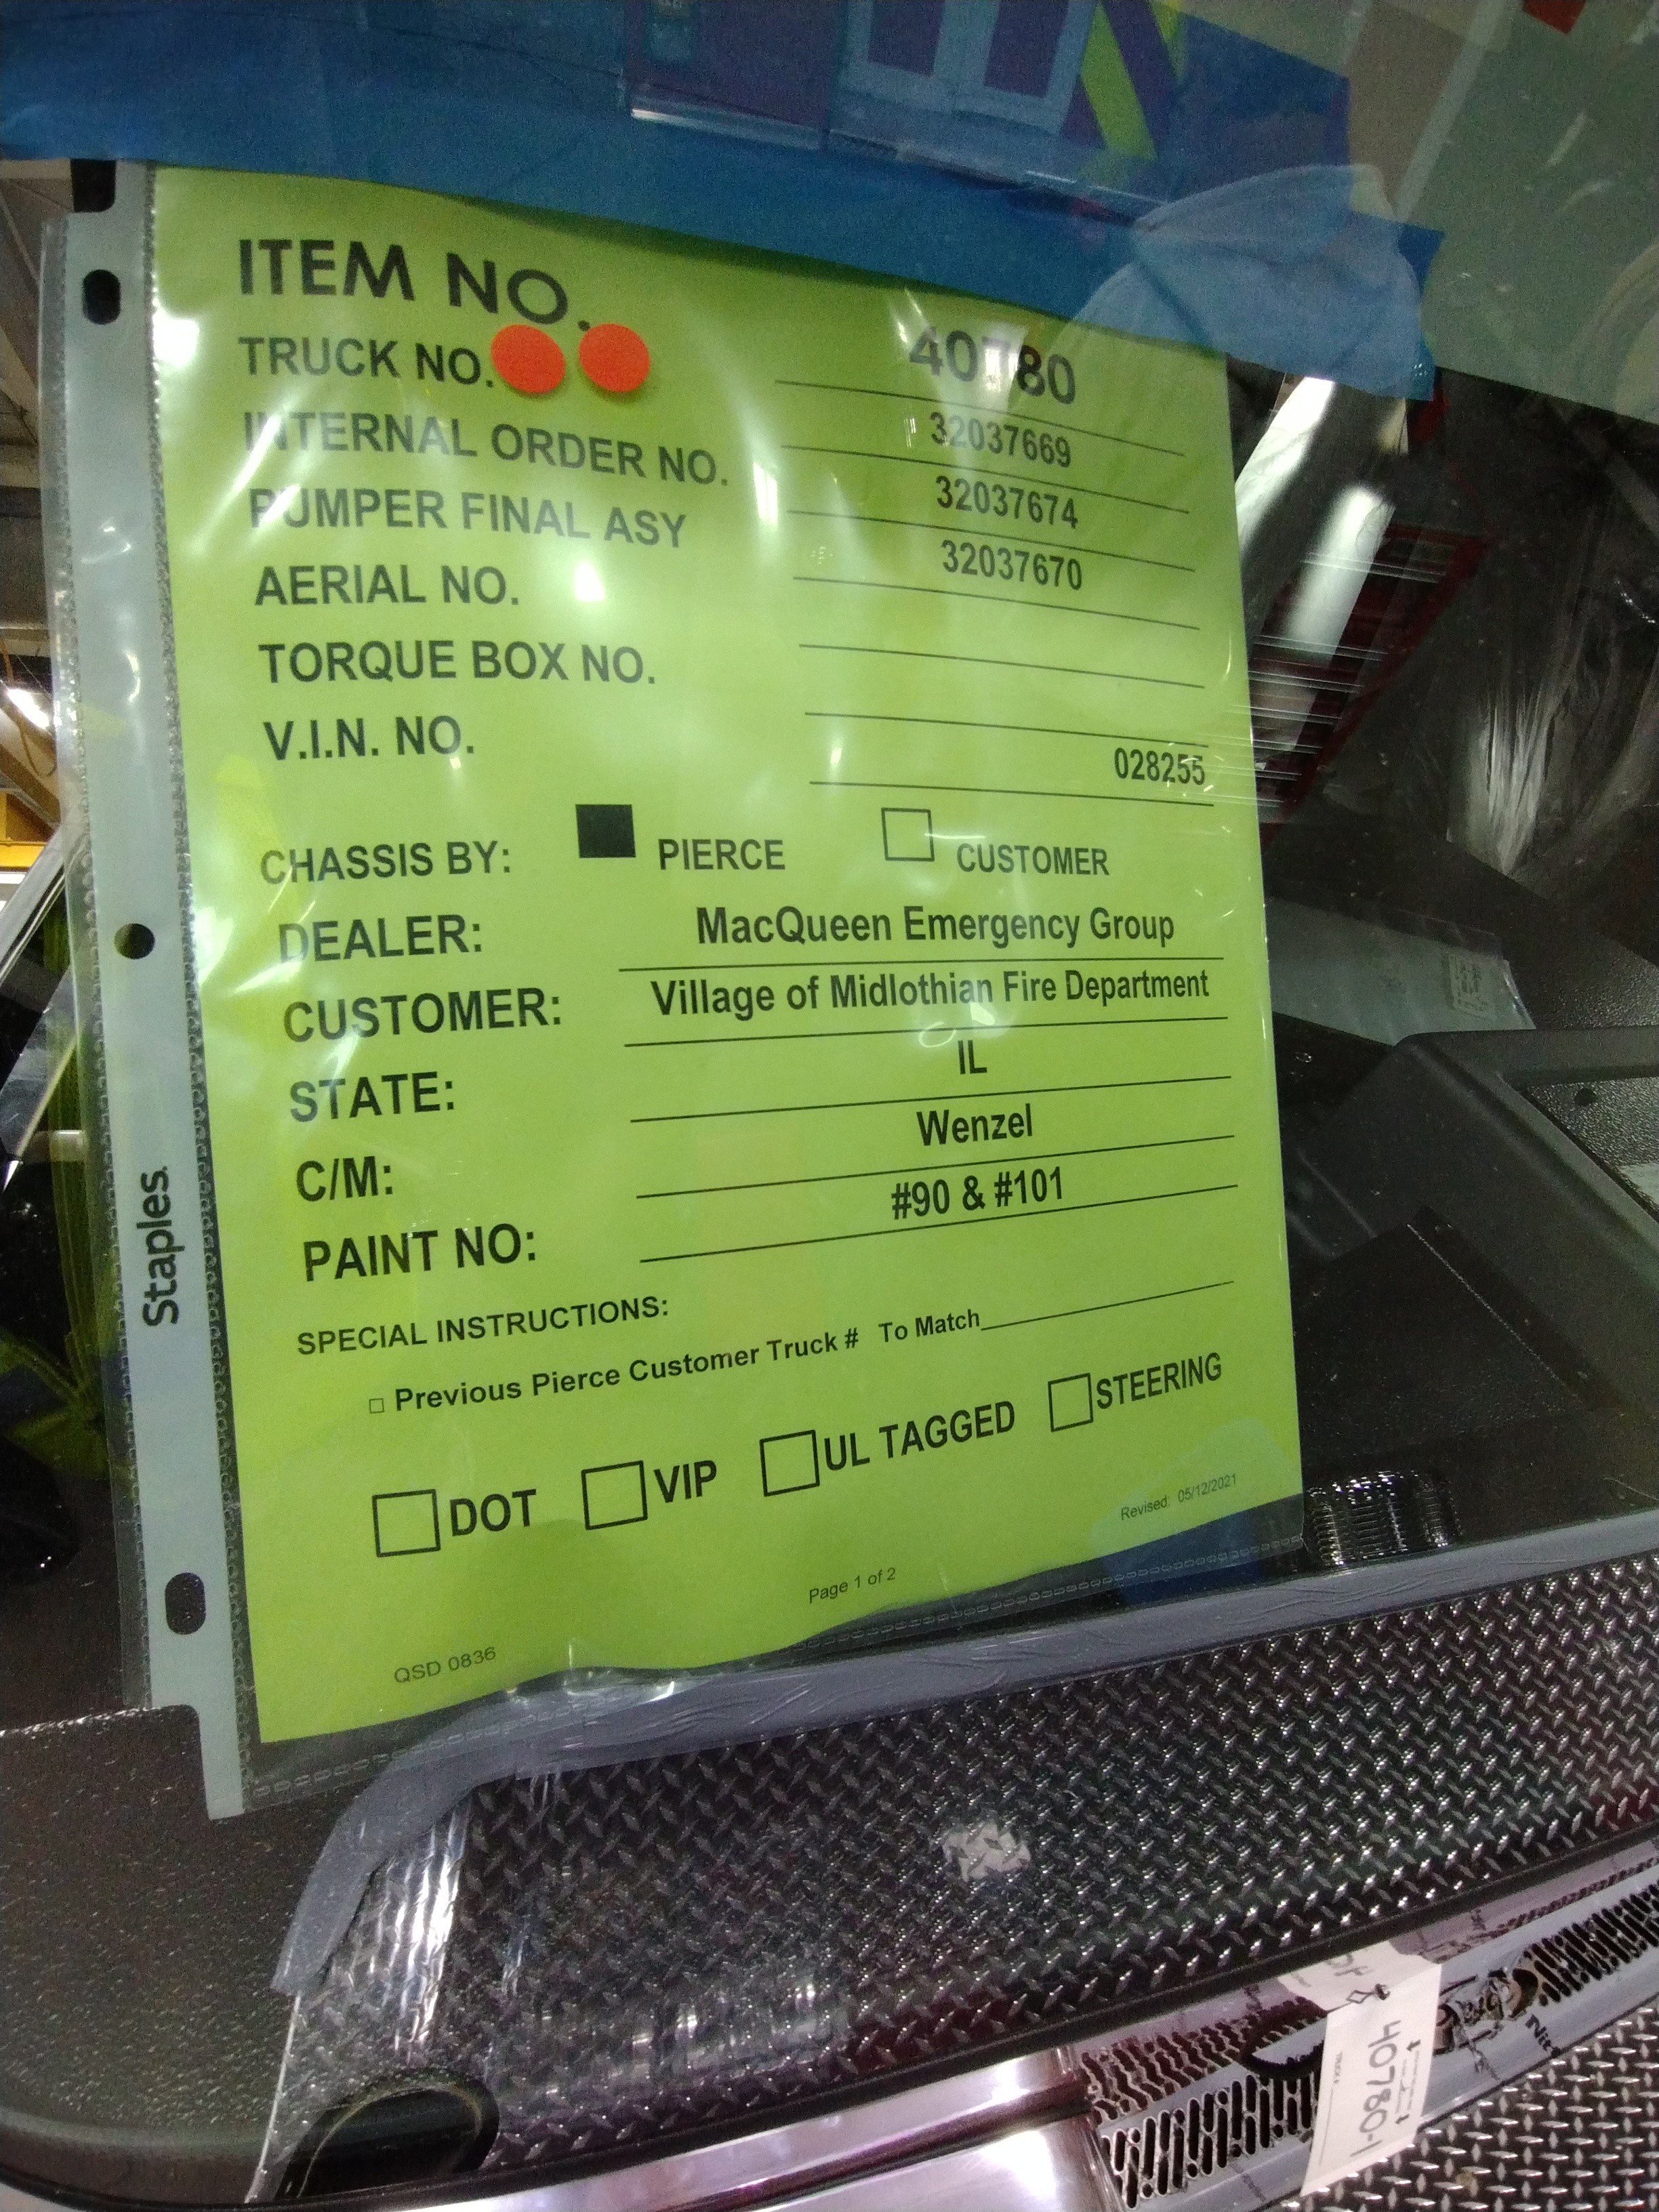 ITEM NO. 40780
TRUCK NO. 32037669
INTERNAL ORDER NO. 32037674
PUMPER FINAL ASY 32037670
AERIAL NO.
TORQUE BOX NO.
V.I.N. NO. 028255
CHASSIS BY: PIERCE CUSTOMER
DEALER: MacQueen Emergency Group
CUSTOMER: Village of Midlothian Fire Department
STATE: IL
C/M: Wenzel
PAINT NO: #90 & #101
SPECIAL INSTRUCTIONS:
Previous Pierce Customer Truck # To Match
DOT VIP UL TAGGED STEERING
Revised: 05/12/2021
Page 1 of 2
QSD 0836
Staples
40780-1